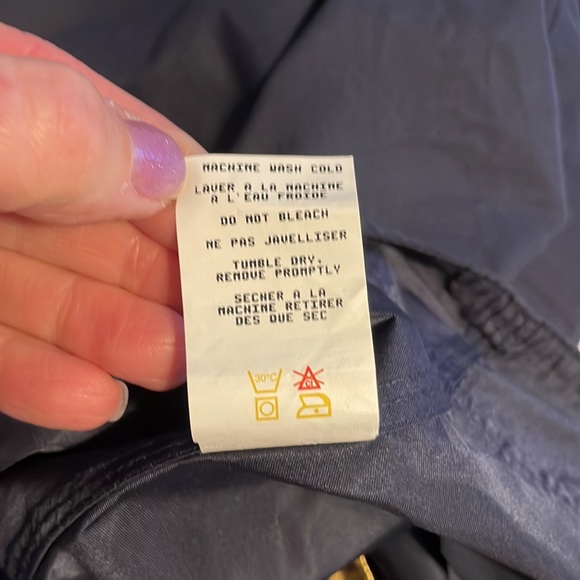 MACHINE WASH COLD
LAVER A LA MACHINE
A L'EAU FROIDE
DO NOT BLEACH
NE PAS JAVELLISER
TUMBLE DRY.
REMOVE PROMPTLY
SECHER A LA
MACHINE RETIRER
DES QUE SEC
30°C
CL